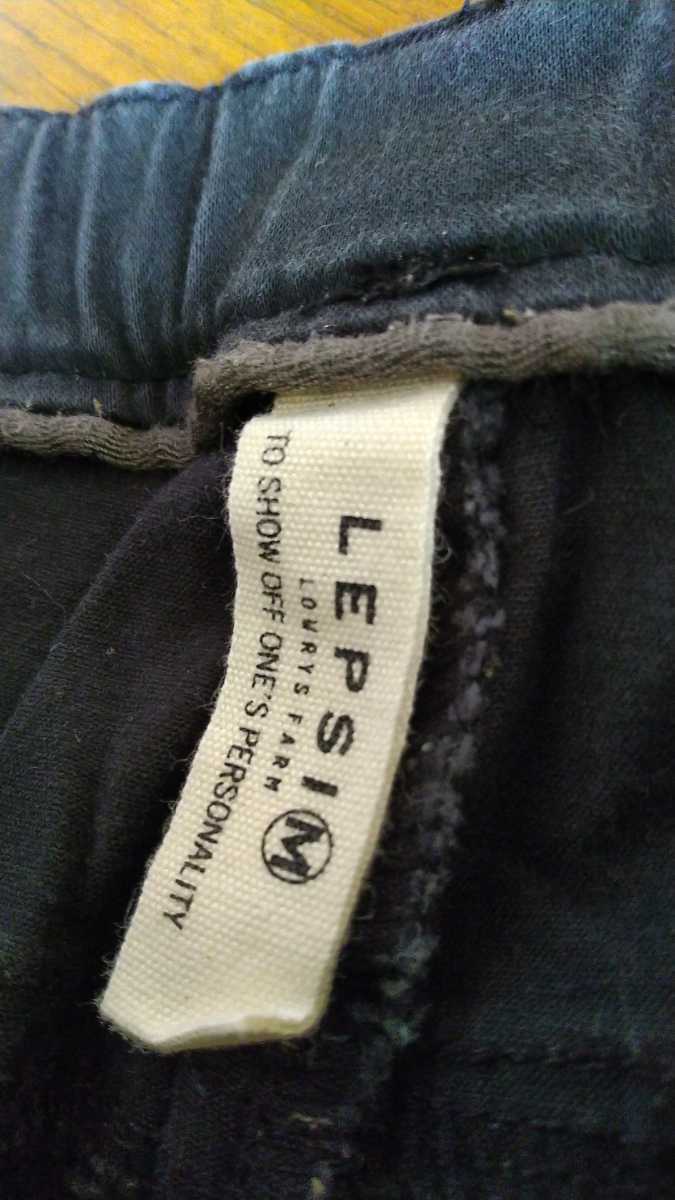 LEPSIM
LOWRYS FARM
TO SHOW OFF ONE'S PERSONALITY